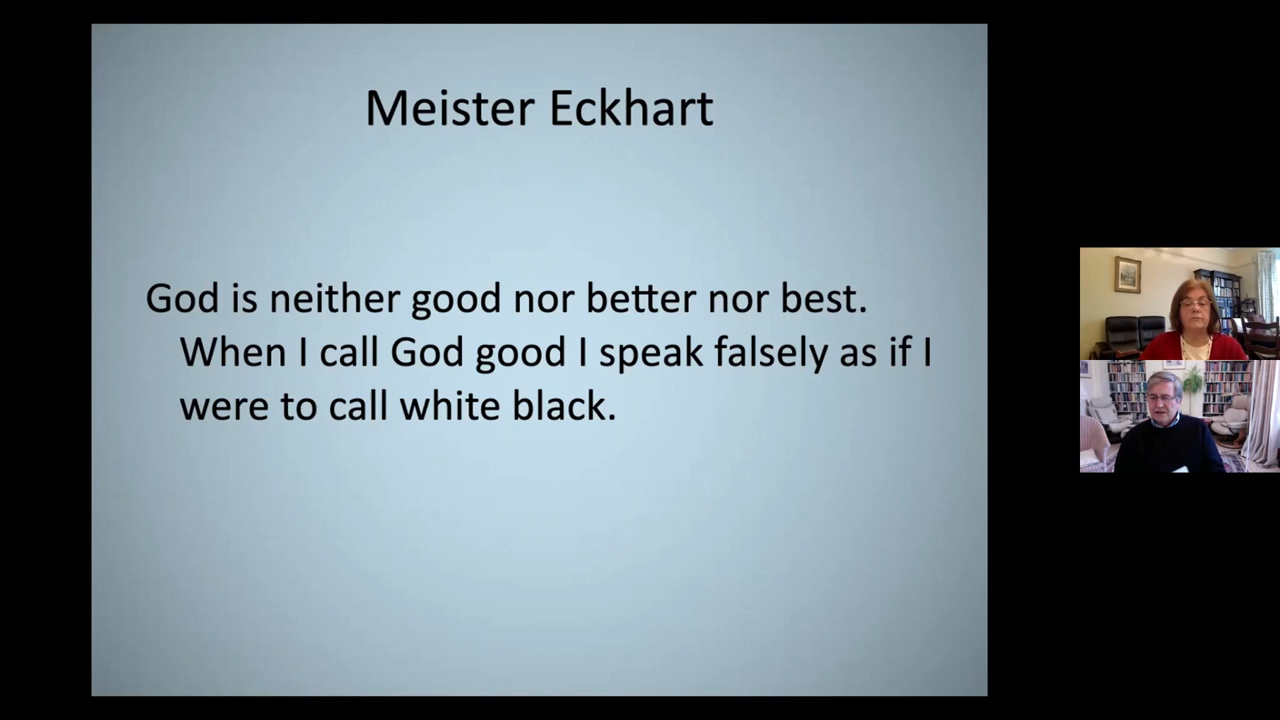 Meister Eckhart
God is neither good nor better nor best.
When I call God good I speak falsely as if I
were to call white black.